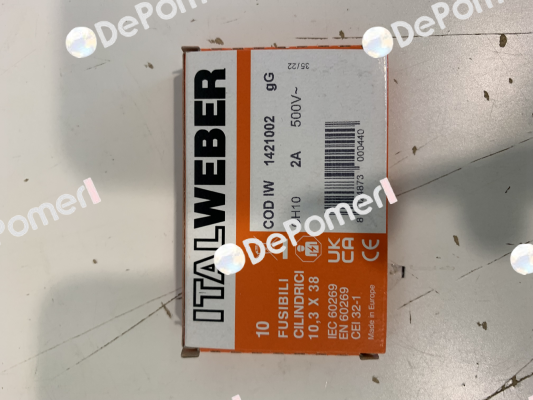 ITALWEBER
COD IW 1421002 gG
2A 500V~
35/22
000440
10
FUSIBILI
CILINDRICI
10,3 X 38
IEC 60269
EN 60269
CEI 32-1
UK
CA
CE
Made in Europe
DePomeri
DePomeri
DePomeri
DePomeri